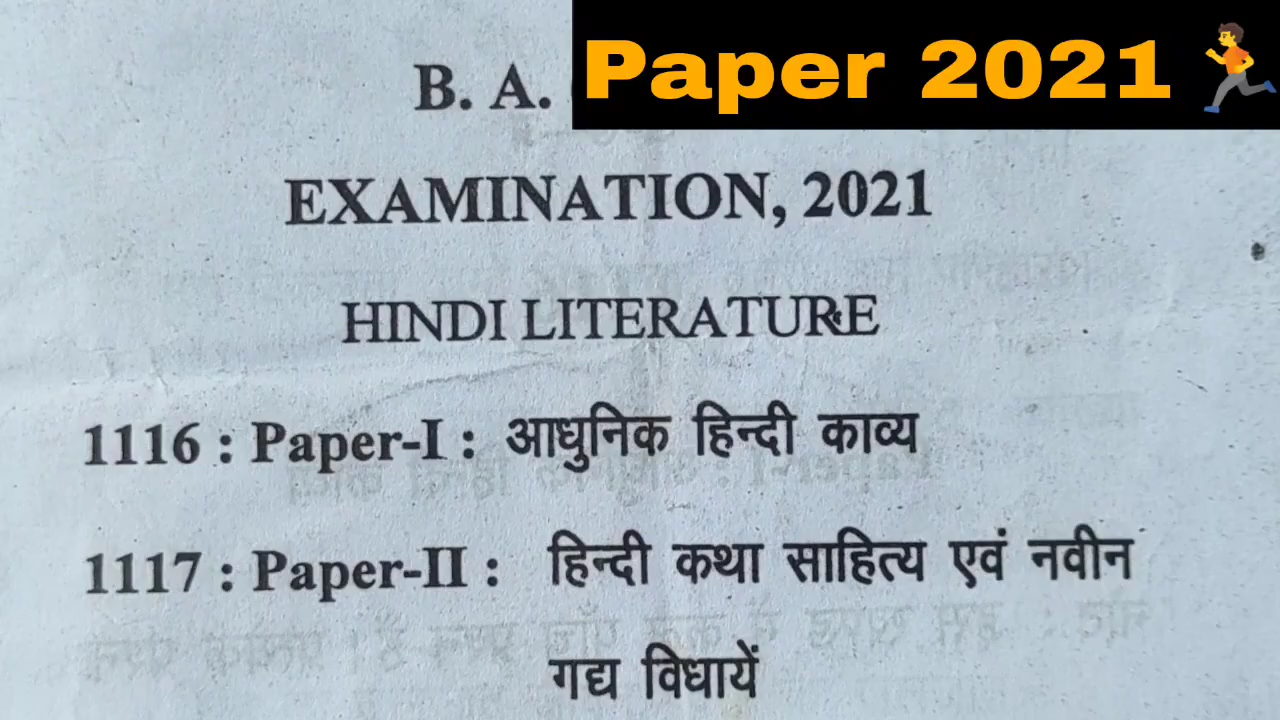 B. A. Paper 2021
EXAMINATION, 2021
HINDI LITERATURE
1116 : Paper-I : आधुनिक हिन्दी काव्य
1117 : Paper-II : हिन्दी कथा साहित्य एवं नवीन
गद्य विधायें